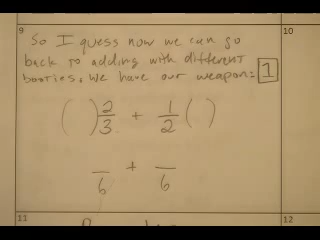 9
10
So I guess now we can go
back to adding with different
booties. We have our weapon: 1
( ) 2/3 + 1/2 ( )
/6 + /6
11
12